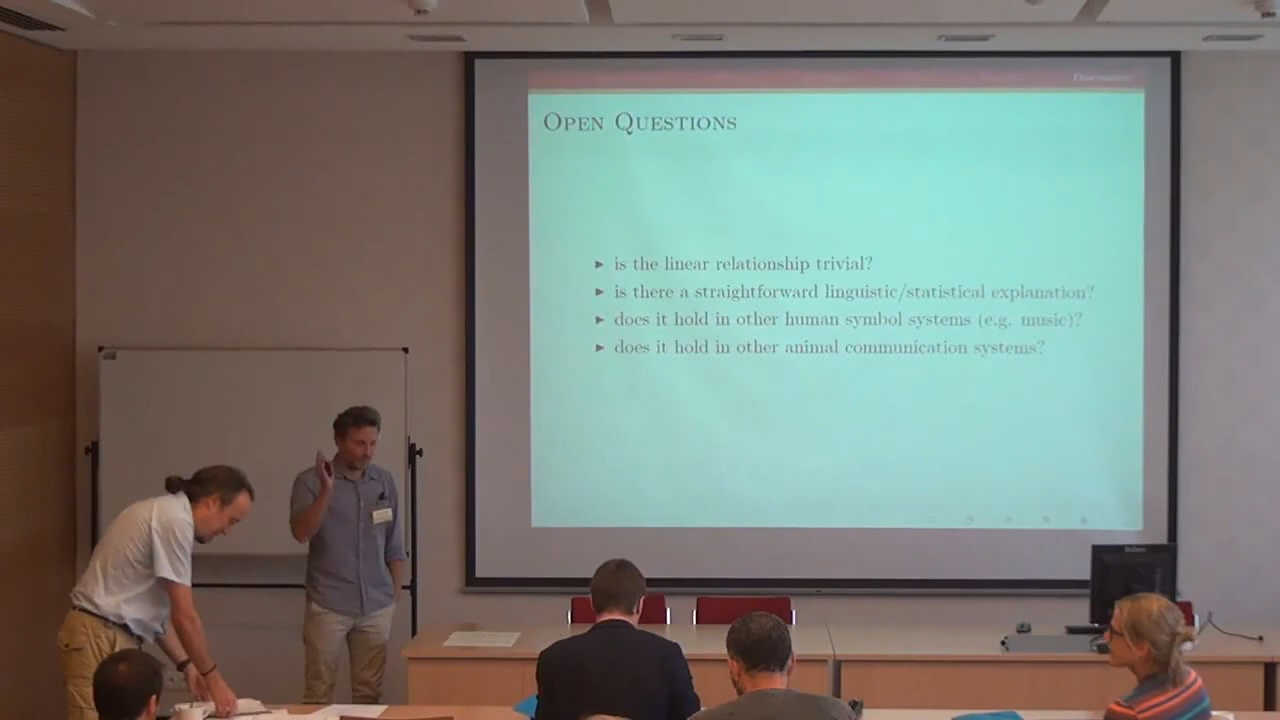 Open Questions
▶ is the linear relationship trivial?
▶ is there a straightforward linguistic/statistical explanation?
▶ does it hold in other human symbol systems (e.g. music)?
▶ does it hold in other animal communication systems?